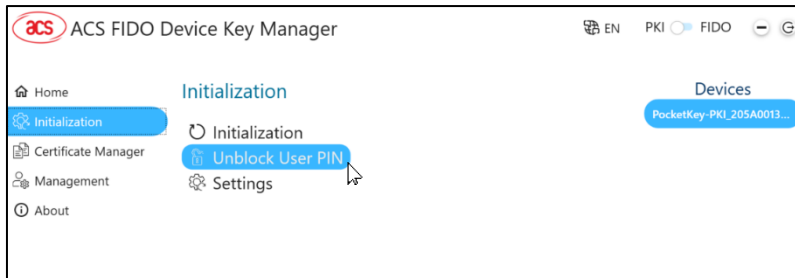 acs ACS FIDO Device Key Manager EN PKI FIDO
Home
Initialization
Certificate Manager
Management
About
Initialization
Initialization
Unblock User PIN
Settings
Devices
PocketKey-PKI_205A0013...